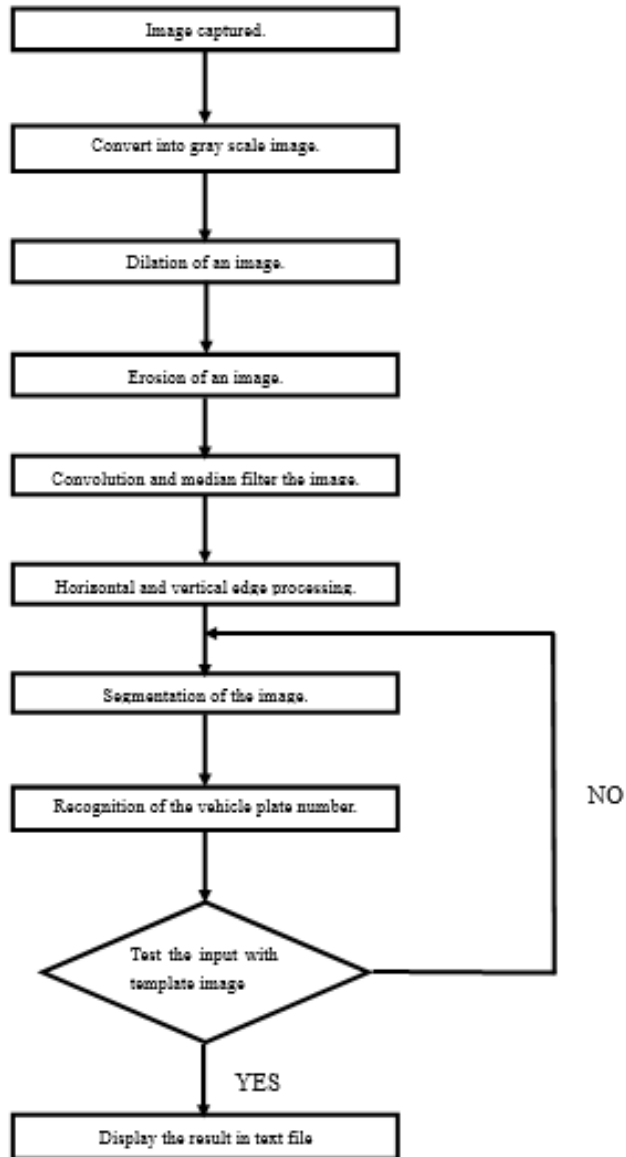 Image captured.
Convert into gray scale image.
Dilation of an image.
Erosion of an image.
Convolution and median filter the image.
Horizontal and vertical edge processing.
Segmentation of the image.
Recognition of the vehicle plate number.
NO
Test the input with
template image
YES
Display the result in text file